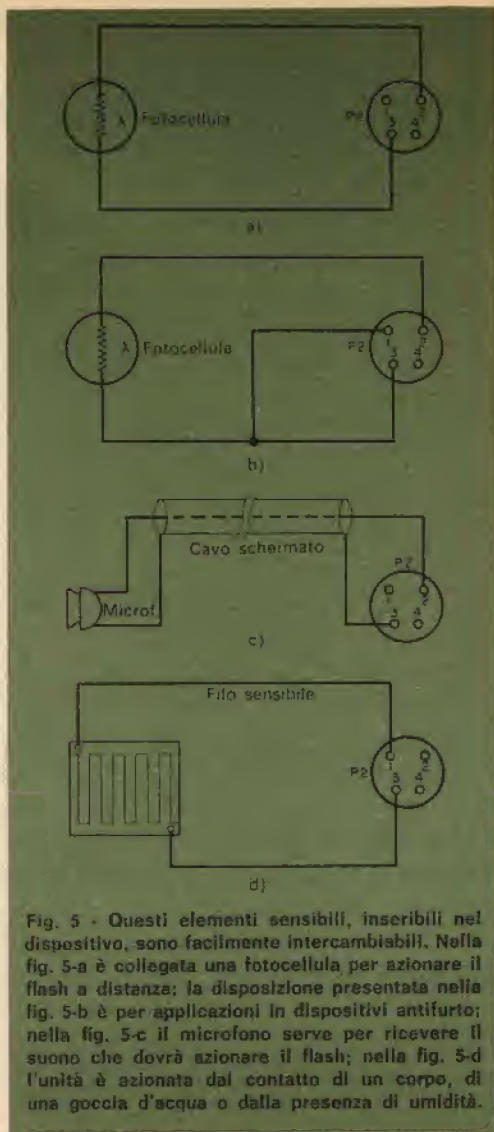 Fotocellula
P2
1
2
3
4
a)
Fotocellula
P2
1
2
3
4
b)
Cavo schermato
P2
Microf.
1
2
3
4
c)
Filo sensibile
P2
1
2
3
4
d)
Fig. 5 - Questi elementi sensibili, inseribili nel
dispositivo, sono facilmente intercambiabili. Nella
fig. 5-a è collegata una fotocellula per azionare il
flash a distanza; la disposizione presentata nella
fig. 5-b è per applicazioni in dispositivi antifurto;
nella fig. 5-c il microfono serve per ricevere il
suono che dovrà azionare il flash; nella fig. 5-d
l'unità è azionata dal contatto di un corpo, di
una goccia d'acqua o dalla presenza di umidità.